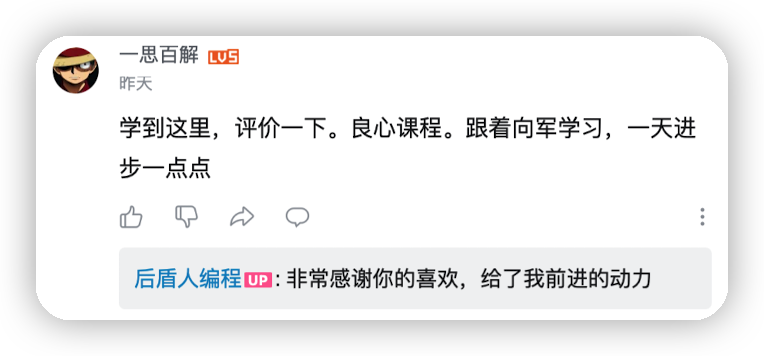 一思百解 LV5
昨天
学到这里，评价一下。良心课程。跟着向军学习，一天进
步一点点
后盾人编程UP：非常感谢你的喜欢，给了我前进的动力